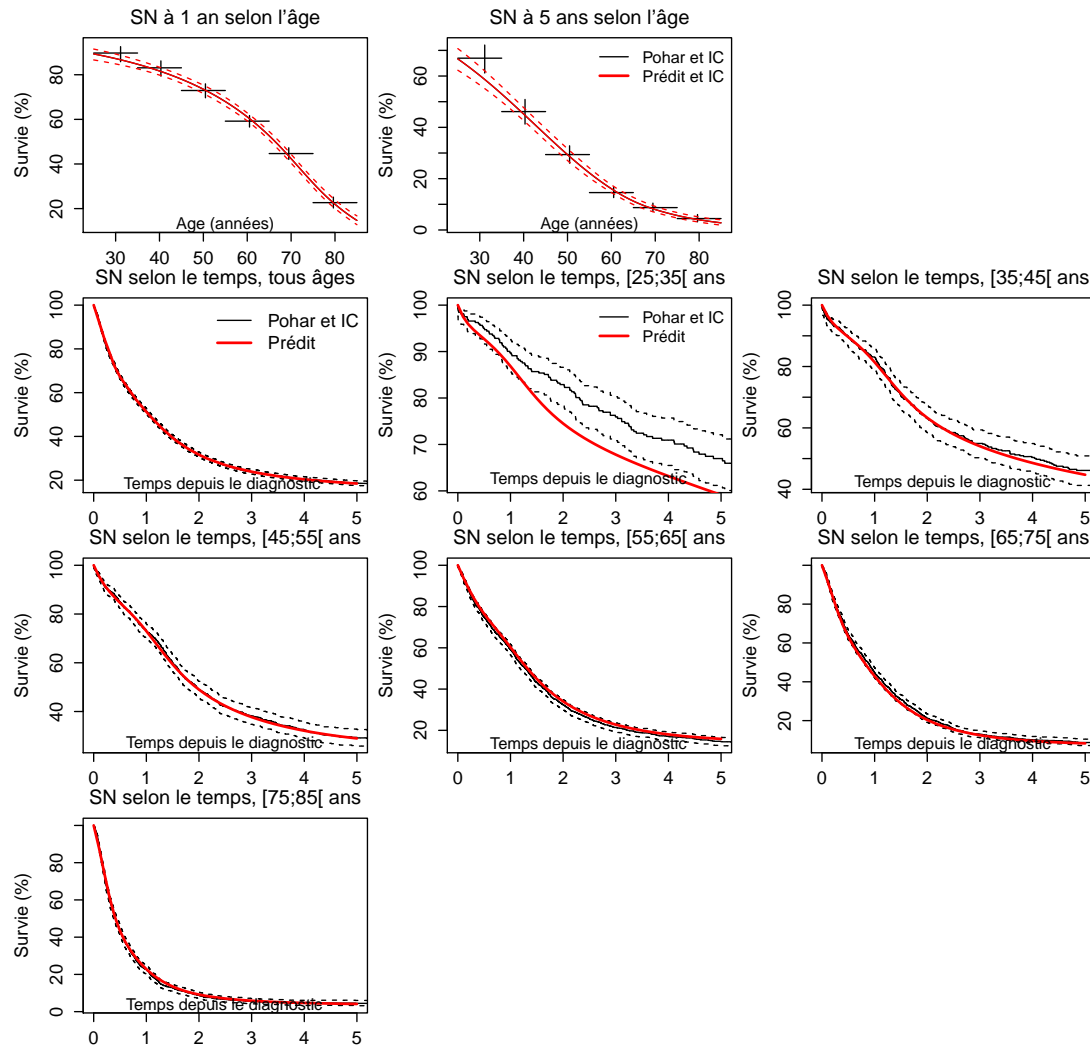 SN à 1 an selon l'âge
Survie (%)
80
60
40
20
Age (années)
30 40 50 60 70 80
SN à 5 ans selon l'âge
Survie (%)
60
40
20
0
Pohar et IC
Prédit et IC
Age (années)
30 40 50 60 70 80
SN selon le temps, tous âges
Survie (%)
100
80
60
40
20
Pohar et IC
Prédit
Temps depuis le diagnostic
0 1 2 3 4 5
SN selon le temps, [25;35[ ans
Survie (%)
100
90
80
70
60
Pohar et IC
Prédit
Temps depuis le diagnostic
0 1 2 3 4 5
SN selon le temps, [35;45[ ans
Survie (%)
100
80
60
40
0 1 2 3 4 5
SN selon le temps, [45;55[ ans
Survie (%)
100
80
60
40
Temps depuis le diagnostic
0 1 2 3 4 5
SN selon le temps, [55;65[ ans
Survie (%)
100
80
60
40
20
Temps depuis le diagnostic
0 1 2 3 4 5
SN selon le temps, [65;75[ ans
Survie (%)
80
60
40
20
Temps depuis le diagnostic
0 1 2 3 4 5
SN selon le temps, [75;85[ ans
Survie (%)
80
60
40
20
0
Temps depuis le diagnostic
0 1 2 3 4 5